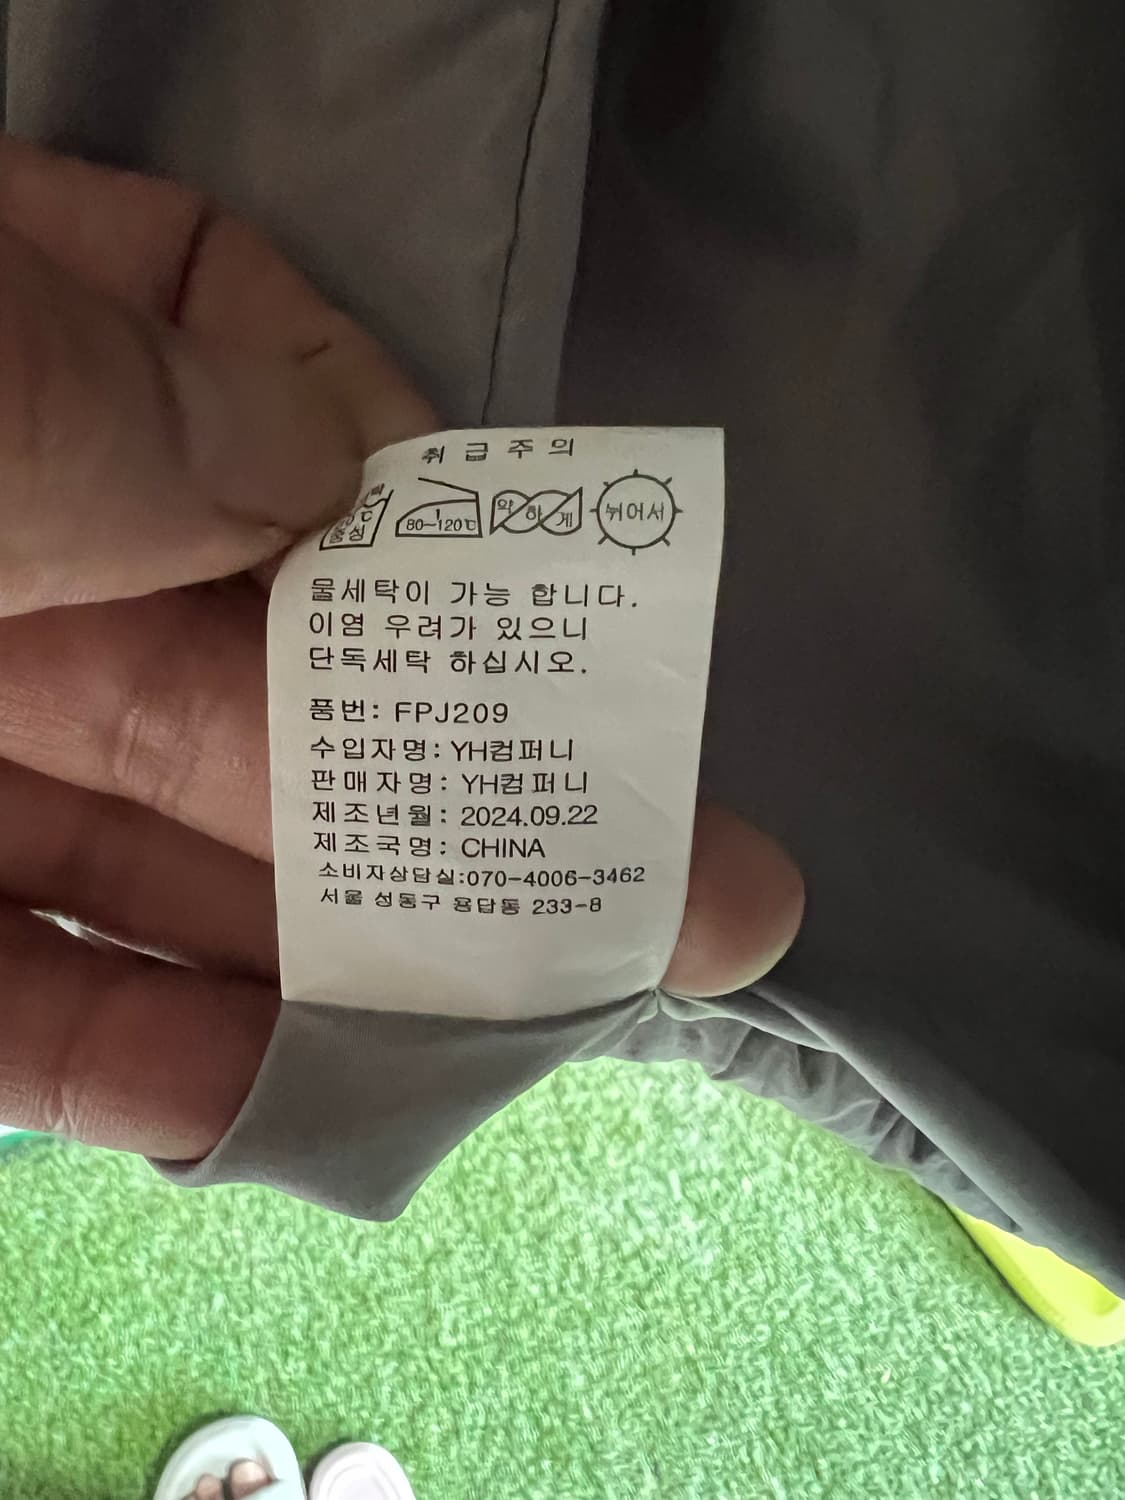 취급주의
℃
중성
80~120℃
약하게
뉘어서
물세탁이 가능 합니다.
이염 우려가 있으니
단독세탁 하십시오.
품번: FPJ209
수입자명: YH컴퍼니
판매자명: YH컴퍼니
제조년월: 2024.09.22
제조국명: CHINA
소비자상담실:070-4006-3462
서울 성동구 용답동 233-8